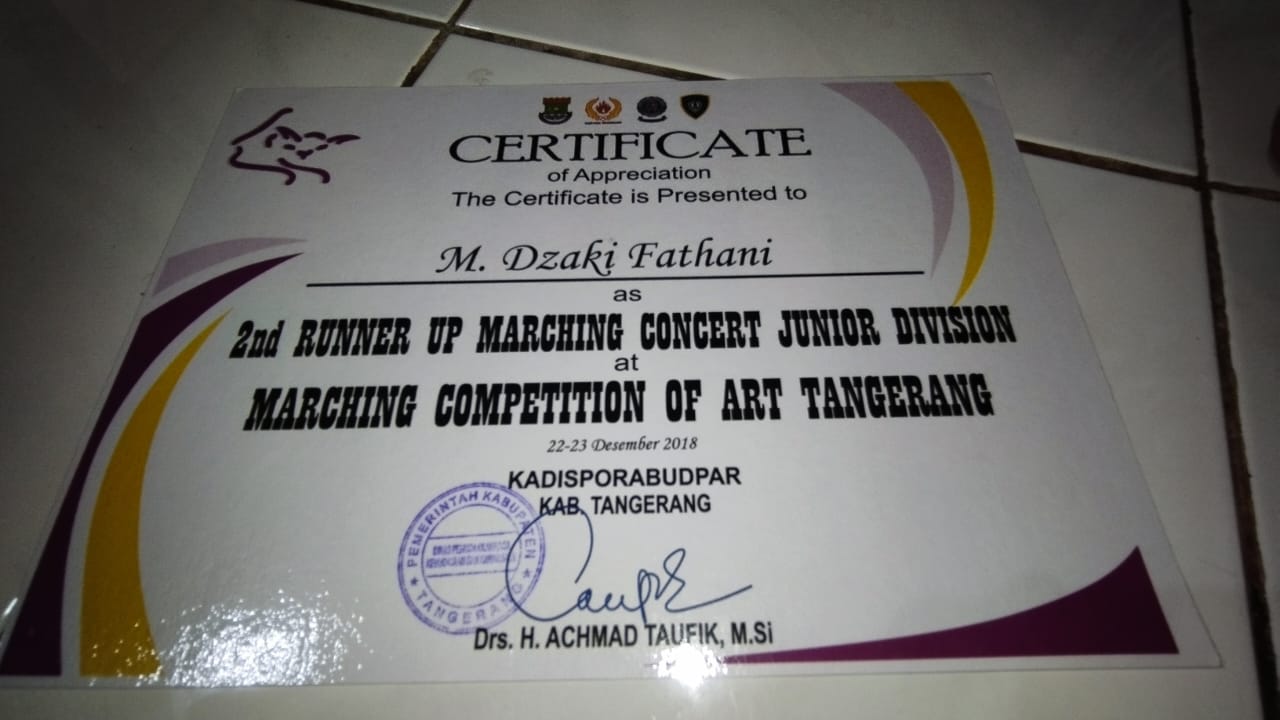 CERTIFICATE
of Appreciation
The Certificate is Presented to
M. Dzaki Fathani
as
2nd RUNNER UP MARCHING CONCERT JUNIOR DIVISION
at
MARCHING COMPETITION OF ART TANGERANG
22-23 Desember 2018
KADISPORABUDPAR
KAB. TANGERANG
PEMERINTAH KABUPATEN
TANGERANG
Drs. H. ACHMAD TAUFIK, M.Si